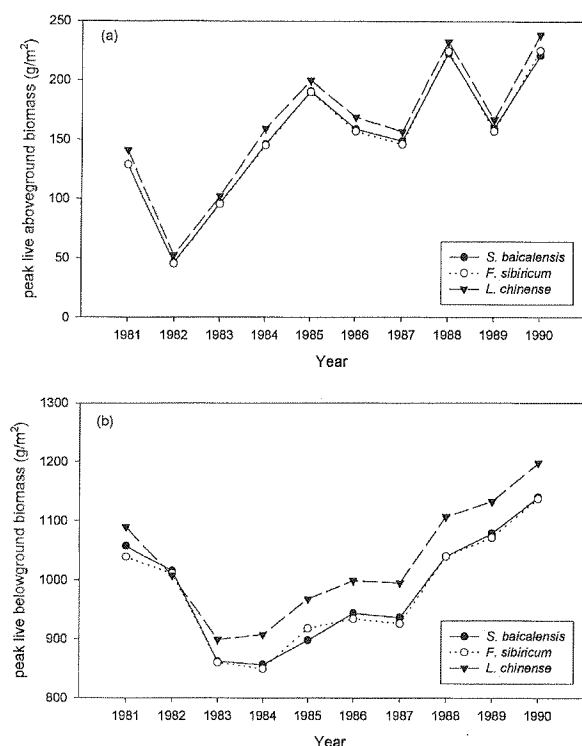 (a)
peak live aboveground biomass (g/m²)
250
200
150
100
50
0
S. baicalensis
F. sibiricum
L. chinense
1981 1982 1983 1984 1985 1986 1987 1988 1989 1990
Year
(b)
peak live belowground biomass (g/m²)
1300
1200
1100
1000
900
800
S. baicalensis
F. sibiricum
L. chinense
1981 1982 1983 1984 1985 1986 1987 1988 1989 1990
Year